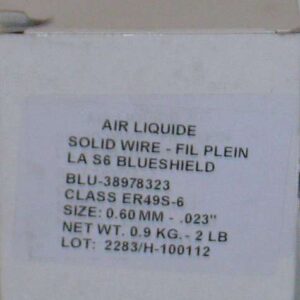 AIR LIQUIDE
SOLID WIRE - FIL PLEIN
LA S6 BLUESHIELD
BLU-38978323
CLASS ER49S-6
SIZE: 0.60 MM - .023"
NET WT. 0.9 KG. - 2 LB
LOT: 2283/H-100112